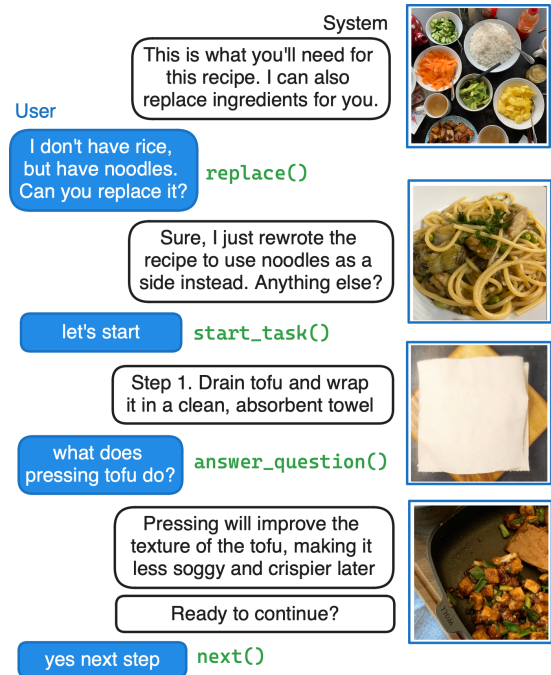 System
This is what you'll need for
this recipe. I can also
replace ingredients for you.
User
I don't have rice,
but have noodles.
Can you replace it?
replace()
Sure, I just rewrote the
recipe to use noodles as a
side instead. Anything else?
let's start
start_task()
Step 1. Drain tofu and wrap
it in a clean, absorbent towel
what does
pressing tofu do?
answer_question()
Pressing will improve the
texture of the tofu, making it
less soggy and crispier later
Ready to continue?
yes next step
next()